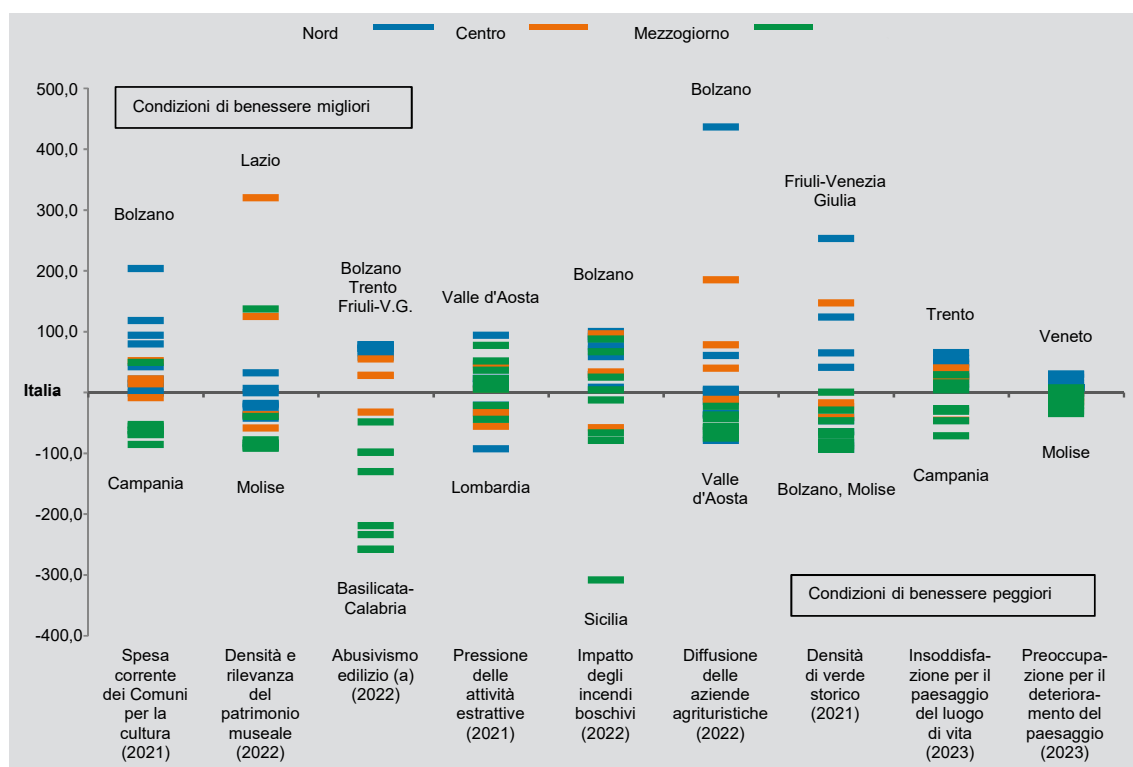 Nord Centro Mezzogiorno
500,0
400,0
300,0
200,0
100,0
Italia
-100,0
-200,0
-300,0
-400,0
Condizioni di benessere migliori
Condizioni di benessere peggiori
Bolzano
Campania
Lazio
Molise
Bolzano
Trento
Friuli-V.G.
Basilicata-
Calabria
Valle d'Aosta
Lombardia
Bolzano
Sicilia
Bolzano
Valle
d'Aosta
Friuli-Venezia
Giulia
Bolzano, Molise
Trento
Campania
Veneto
Molise
Spesa
corrente
dei Comuni
per la
cultura
(2021)
Densità e
rilevanza
del
patrimonio
museale
(2022)
Abusivismo
edilizio (a)
(2022)
Pressione
delle
attività
estrattive
(2021)
Impatto
degli
incendi
boschivi
(2022)
Diffusione
delle
aziende
agrituristiche
(2022)
Densità
di verde
storico
(2021)
Insoddisfa-
zione per il
paesaggio
del luogo
di vita
(2023)
Preoccupa-
zione per il
deteriora-
mento del
paesaggio
(2023)